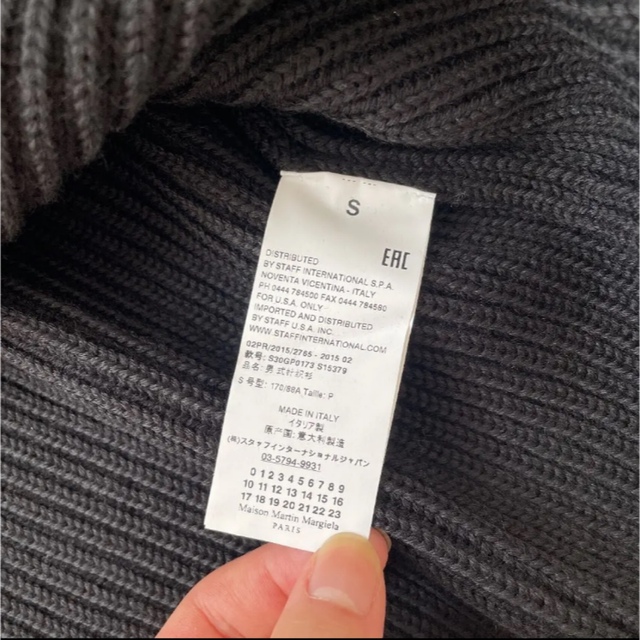 S
EAC
DISTRIBUTED
BY STAFF INTERNATIONAL S.P.A.
NOVENTA VICENTINA - ITALY
PH 0444 784500 FAX 0444 784580
FOR U.S.A. ONLY
IMPORTED AND DISTRIBUTED
BY STAFF U.S.A. INC.
WWW.STAFFINTERNATIONAL.COM
02PR/2015/2765 - 2015 02
款号: S30GP0173 S15379
品名: 男式针织衫
S 号型: 170/88A Taille: P
MADE IN ITALY
イタリア製
原户国: 意大利製造
(株)スタッフインターナショナルジャパン
03-5794-9931
0 1 2 3 4 5 6 7 8 9
10 11 12 13 14 15 16
17 18 19 20 21 22 23
Maison Martin Margiela
PARIS